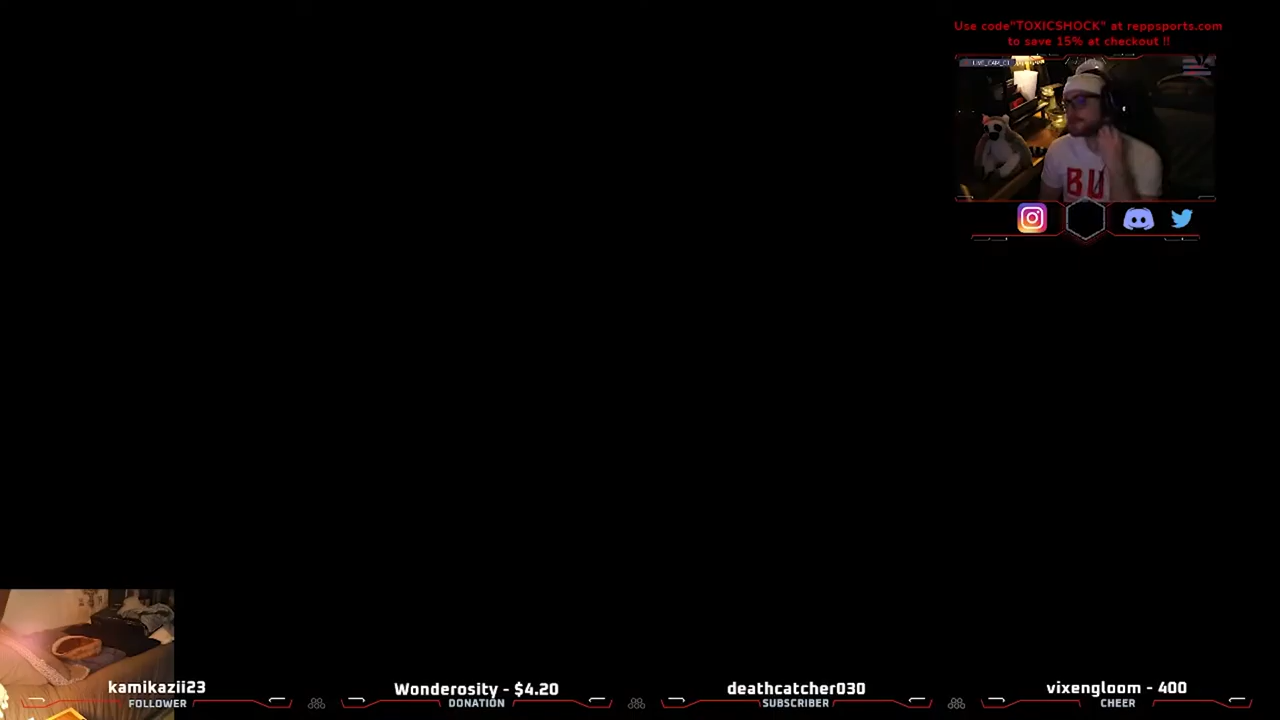 Use code"TOXICSHOCK" at reppsports.com
to save 15% at checkout !!
BU
kamikazii23
FOLLOWER
Wonderosity - $4.20
DONATION
deathcatcher030
SUBSCRIBER
vixengloom - 400
CHEER